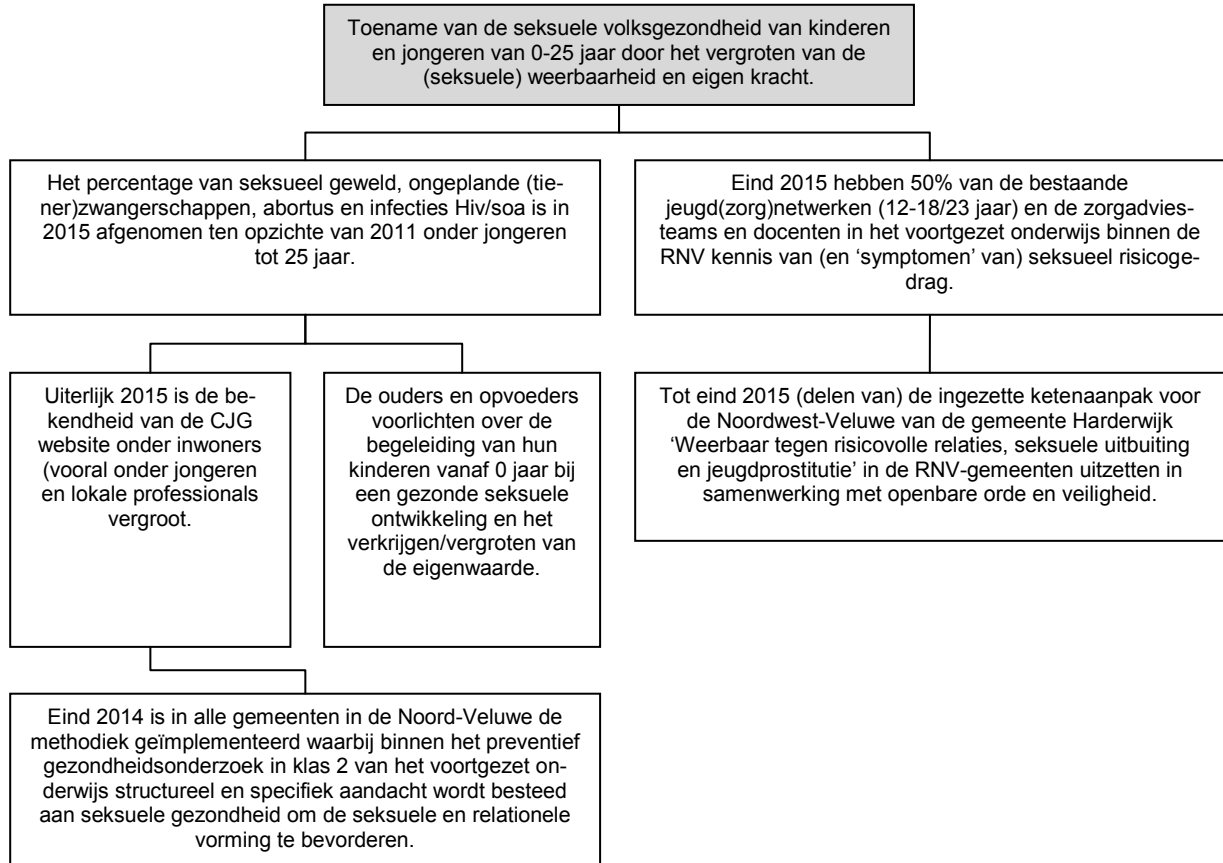 Toename van de seksuele volksgezondheid van kinderen
en jongeren van 0-25 jaar door het vergroten van de
(seksuele) weerbaarheid en eigen kracht.
Het percentage van seksueel geweld, ongeplande (tie-
ner)zwangerschappen, abortus en infecties Hiv/soa is in
2015 afgenomen ten opzichte van 2011 onder jongeren
tot 25 jaar.
Eind 2015 hebben 50% van de bestaande
jeugd(zorg)netwerken (12-18/23 jaar) en de zorgadvies-
teams en docenten in het voortgezet onderwijs binnen de
RNV kennis van (en ‘symptomen’ van) seksueel risicoge-
drag.
Uiterlijk 2015 is de be-
kendheid van de CJG
website onder inwoners
(vooral onder jongeren
en lokale professionals
vergroot.
De ouders en opvoeders
voorlichten over de
begeleiding van hun
kinderen vanaf 0 jaar bij
een gezonde seksuele
ontwikkeling en het
verkrijgen/vergroten van
de eigenwaarde.
Tot eind 2015 (delen van) de ingezette ketenaanpak voor
de Noordwest-Veluwe van de gemeente Harderwijk
‘Weerbaar tegen risicovolle relaties, seksuele uitbuiting
en jeugdprostitutie’ in de RNV-gemeenten uitzetten in
samenwerking met openbare orde en veiligheid.
Eind 2014 is in alle gemeenten in de Noord-Veluwe de
methodiek geïmplementeerd waarbij binnen het preventief
gezondheidsonderzoek in klas 2 van het voortgezet on-
derwijs structureel en specifiek aandacht wordt besteed
aan seksuele gezondheid om de seksuele en relationele
vorming te bevorderen.